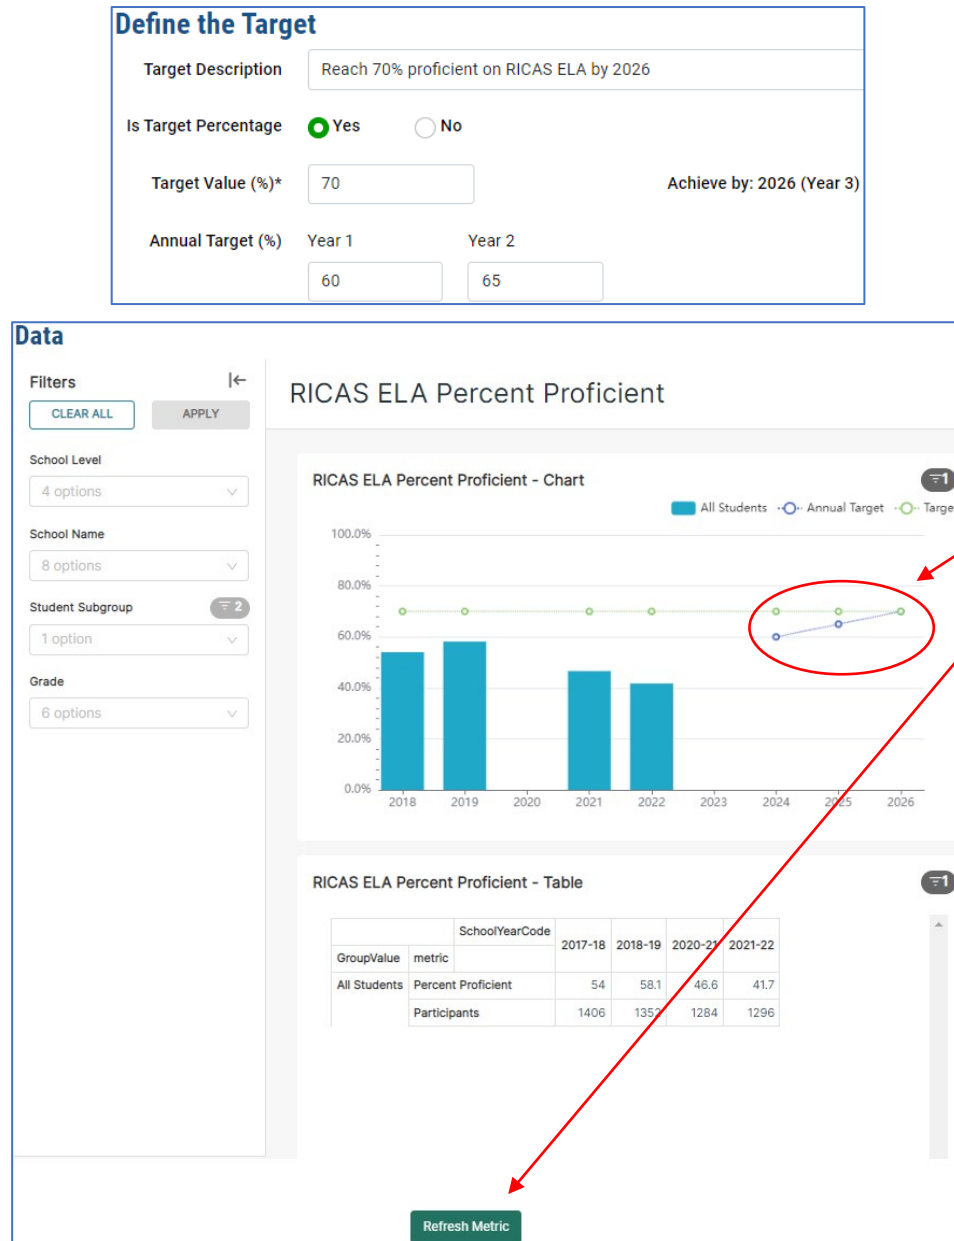 Define the Target
Target Description Reach 70% proficient on RICAS ELA by 2026
Is Target Percentage Yes No
Target Value (%)* 70 Achieve by: 2026 (Year 3)
Annual Target (%) Year 1 Year 2
60 65
Data
Filters
CLEAR ALL APPLY
School Level
4 options
School Name
8 options
Student Subgroup 2
1 option
Grade
6 options
RICAS ELA Percent Proficient
RICAS ELA Percent Proficient - Chart 1
All Students Annual Target Targe
100.0%
80.0%
60.0%
40.0%
20.0%
0.0%
2018 2019 2020 2021 2022 2023 2024 2025 2026
RICAS ELA Percent Proficient - Table 1
SchoolYearCode 2017-18 2018-19 2020-21 2021-22
GroupValue metric
All Students Percent Proficient 54 58.1 46.6 41.7
Participants 1406 1352 1284 1296
Refresh Metric